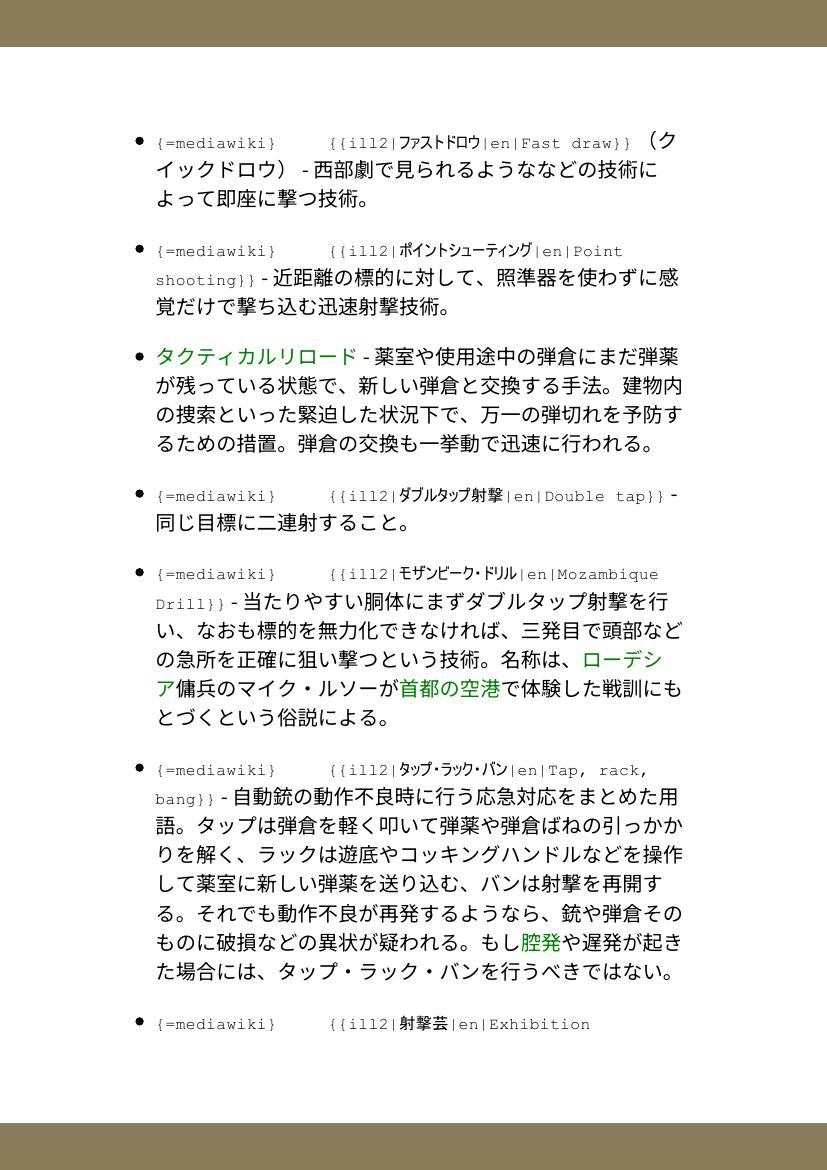 ● {=mediawiki} {{ill2|ファストドロウ|en|Fast draw}} （ク
イックドロウ） - 西部劇で見られるようななどの技術に
よって即座に撃つ技術。
● {=mediawiki} {{ill2|ポイントシューティング|en|Point
shooting}} - 近距離の標的に対して、照準器を使わずに感
覚だけで撃ち込む迅速射撃技術。
● タクティカルリロード - 薬室や使用途中の弾倉にまだ弾薬
が残っている状態で、新しい弾倉と交換する手法。建物内
の捜索といった緊迫した状況下で、万一の弾切れを予防す
るための措置。弾倉の交換も一挙動で迅速に行われる。
● {=mediawiki} {{ill2|ダブルタップ射撃|en|Double tap}} -
同じ目標に二連射すること。
● {=mediawiki} {{ill2|モザンビーク・ドリル|en|Mozambique
Drill}} - 当たりやすい胴体にまずダブルタップ射撃を行
い、なおも標的を無力化できなければ、三発目で頭部など
の急所を正確に狙い撃つという技術。名称は、ローデシ
ア傭兵のマイク・ルソーが首都の空港で体験した戦訓にも
とづくという俗説による。
● {=mediawiki} {{ill2|タップ・ラック・バン|en|Tap, rack,
bang}} - 自動銃の動作不良時に行う応急対応をまとめた用
語。タップは弾倉を軽く叩いて弾薬や弾倉ばねの引っかか
りを解く、ラックは遊底やコッキングハンドルなどを操作
して薬室に新しい弾薬を送り込む、バンは射撃を再開す
る。それでも動作不良が再発するようなら、銃や弾倉その
ものに破損などの異状が疑われる。もし腔発や遅発が起き
た場合には、タップ・ラック・バンを行うべきではない。
● {=mediawiki} {{ill2|射撃芸|en|Exhibition